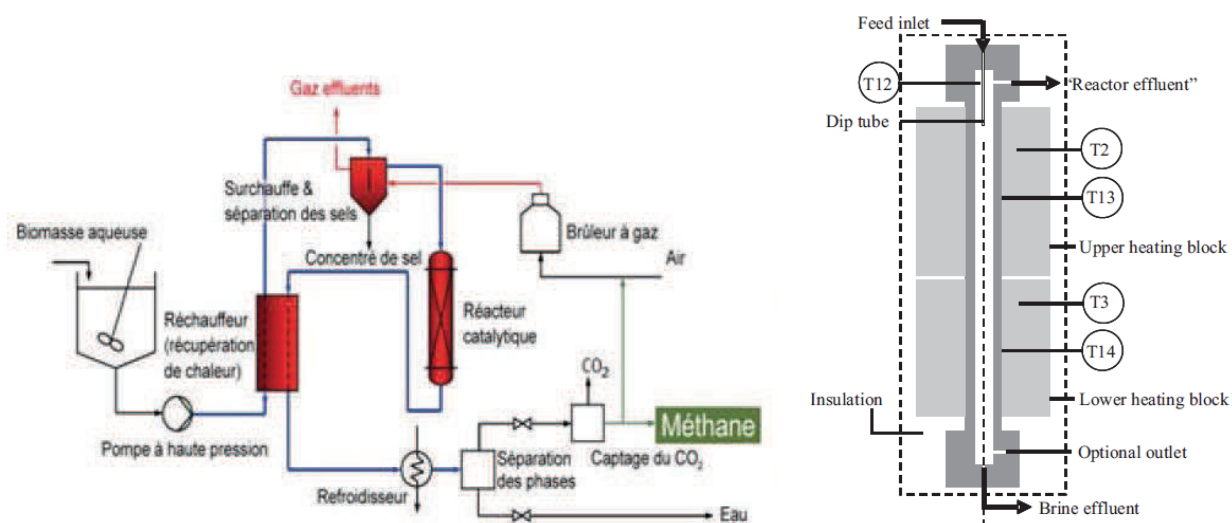 Gaz effluents
Surchauffe &
séparation des sels
Biomasse aqueuse
Concentré de sel
Brûleur à gaz
Air
Réchauffeur
(récupération
de chaleur)
Réacteur
catalytique
CO2
Méthane
Pompe à haute pression
Séparation
des phases
Captage du CO2
Refroidisseur
Eau
Feed inlet
T12
"Reactor effluent"
Dip tube
T2
T13
Upper heating block
T3
T14
Insulation
Lower heating block
Optional outlet
Brine effluent